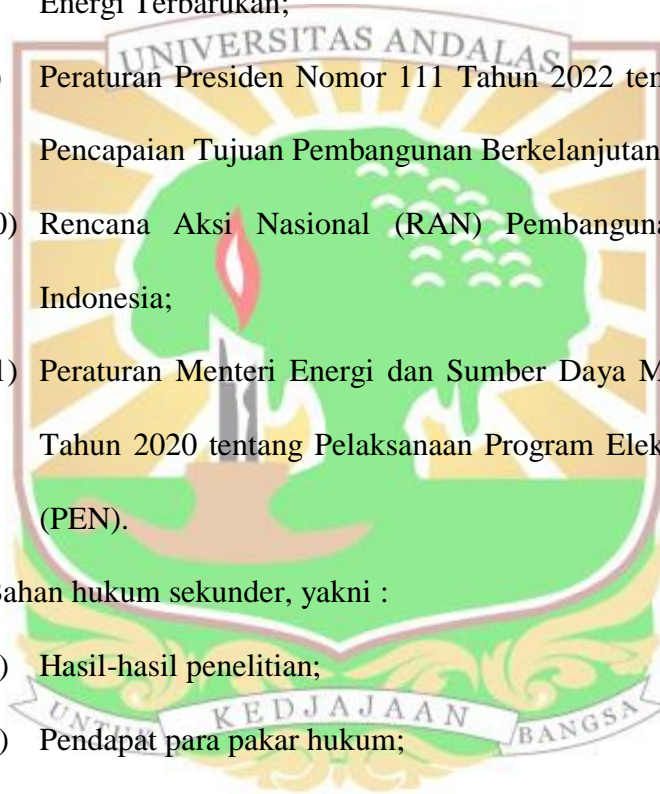 Energi Terbarukan;
UNIVERSITAS ANDALAS
) Peraturan Presiden Nomor 111 Tahun 2022 ten
Pencapaian Tujuan Pembangunan Berkelanjutan
0) Rencana Aksi Nasional (RAN) Pembanguna
Indonesia;
1) Peraturan Menteri Energi dan Sumber Daya M
Tahun 2020 tentang Pelaksanaan Program Elek
(PEN).
Bahan hukum sekunder, yakni :
) Hasil-hasil penelitian;
UNTUK KEDJAJAAN BANGSA
) Pendapat para pakar hukum;